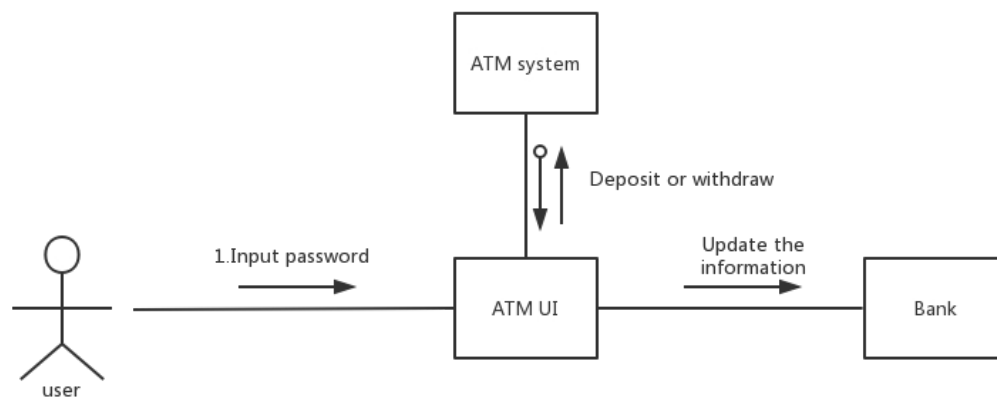 ATM system
Deposit or withdraw
1.Input password
Update the
information
ATM UI
Bank
user